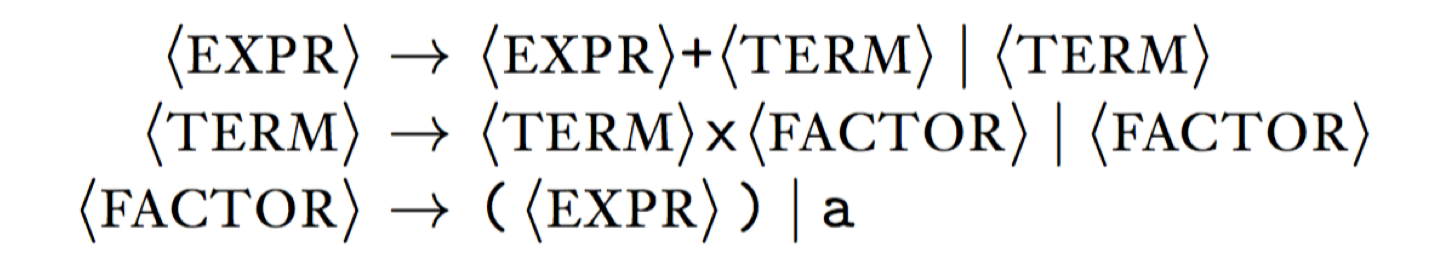 ⟨EXPR⟩ → ⟨EXPR⟩+⟨TERM⟩ | ⟨TERM⟩
⟨TERM⟩ → ⟨TERM⟩x⟨FACTOR⟩ | ⟨FACTOR⟩
⟨FACTOR⟩ → (⟨EXPR⟩) | a